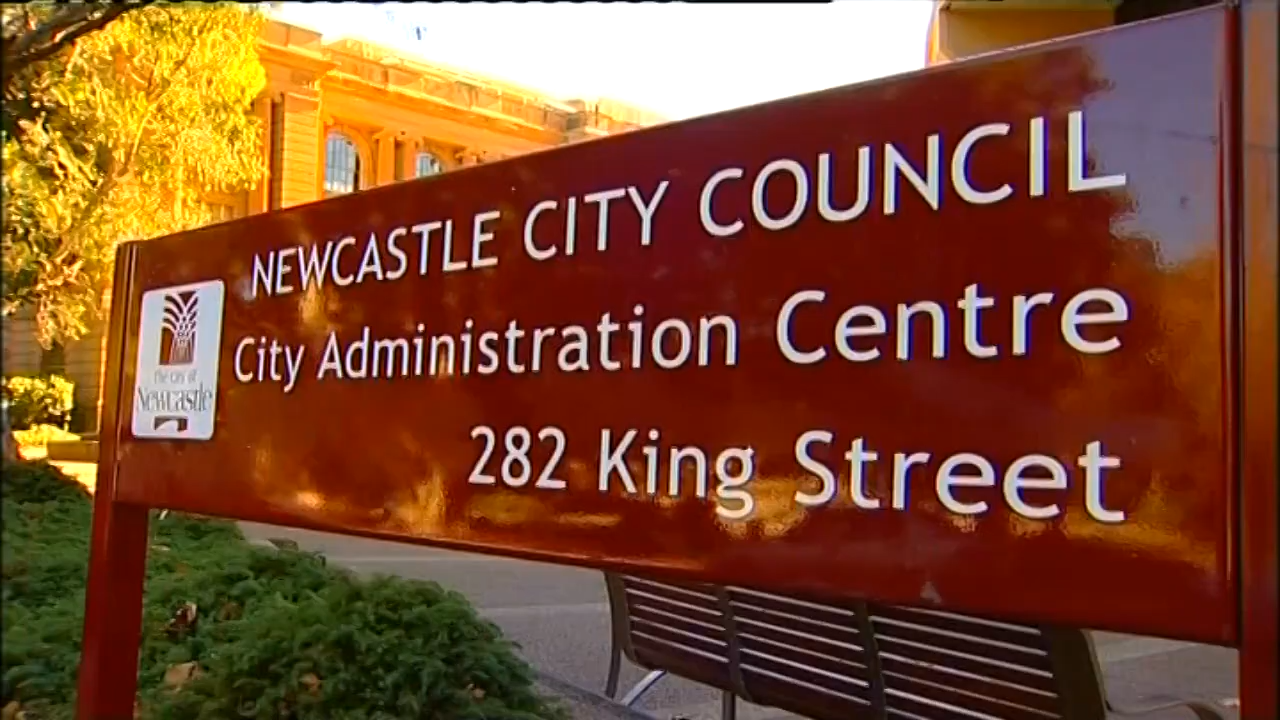 NEWCASTLE CITY COUNCIL
City Administration Centre
282 King Street
The City of
Newcastle